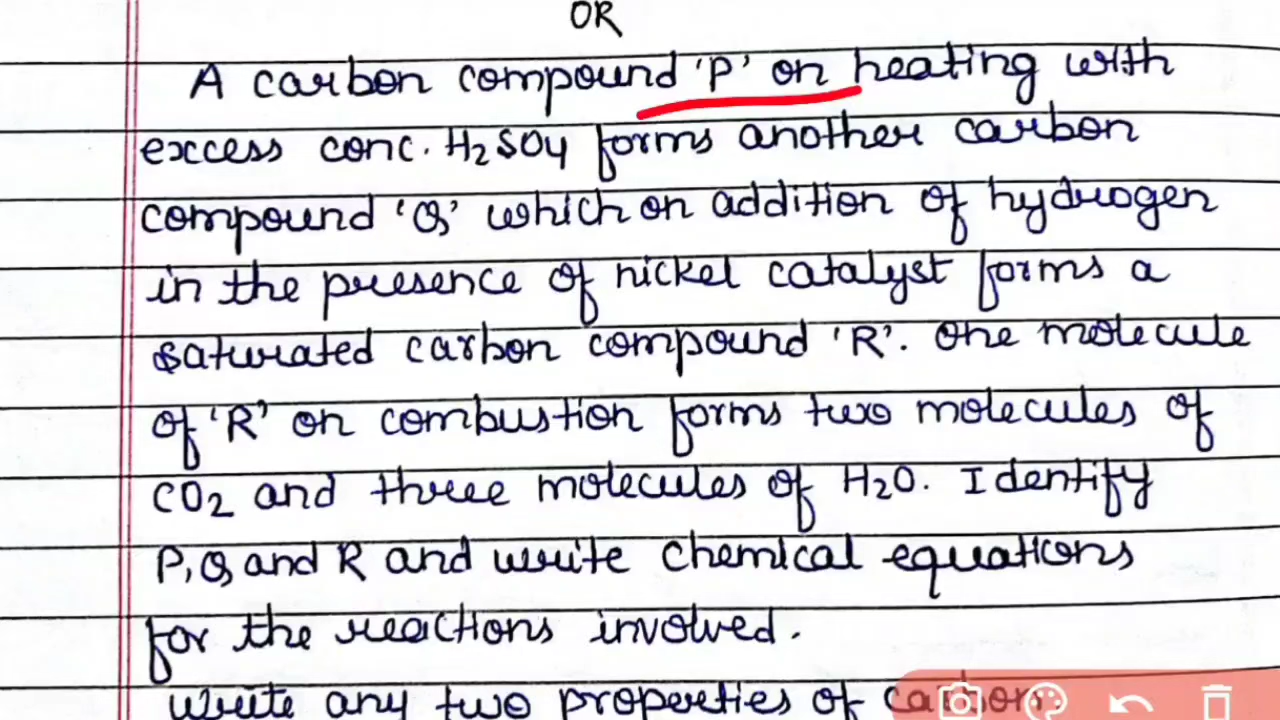 OR
A carbon compound 'P' on heating with
excess conc. H2SO4 forms another carbon
compound 'Q' which on addition of hydrogen
in the presence of nickel catalyst forms a
saturated carbon compound 'R'. One molecule
of 'R' on combustion forms two molecules of
CO2 and three molecules of H2O. Identify
P, Q and R and write chemical equations
for the reactions involved.
Write any two properties of carbon.